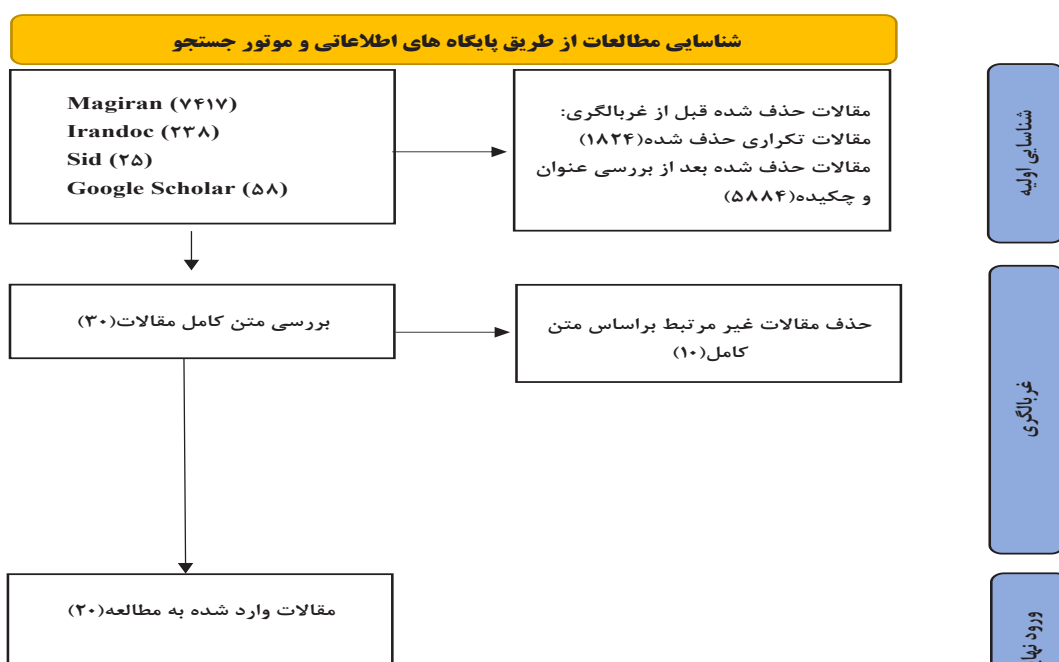 شناسایی مطالعات از طریق پایگاه های اطلاعاتی و موتور جستجو
Magiran (۷۴۱۷)
Irandoc (۲۳۸)
Sid (۲۵)
Google Scholar (۵۸)
مقالات حذف شده قبل از غربالگری:
مقالات تکراری حذف شده(۱۸۲۴)
مقالات حذف شده بعد از بررسی عنوان
و چکیده(۵۸۸۴)
شناسایی اولیه
بررسی متن کامل مقالات(۳۰)
حذف مقالات غیر مرتبط براساس متن
کامل(۱۰)
غربالگری
مقالات وارد شده به مطالعه(۲۰)
ورود